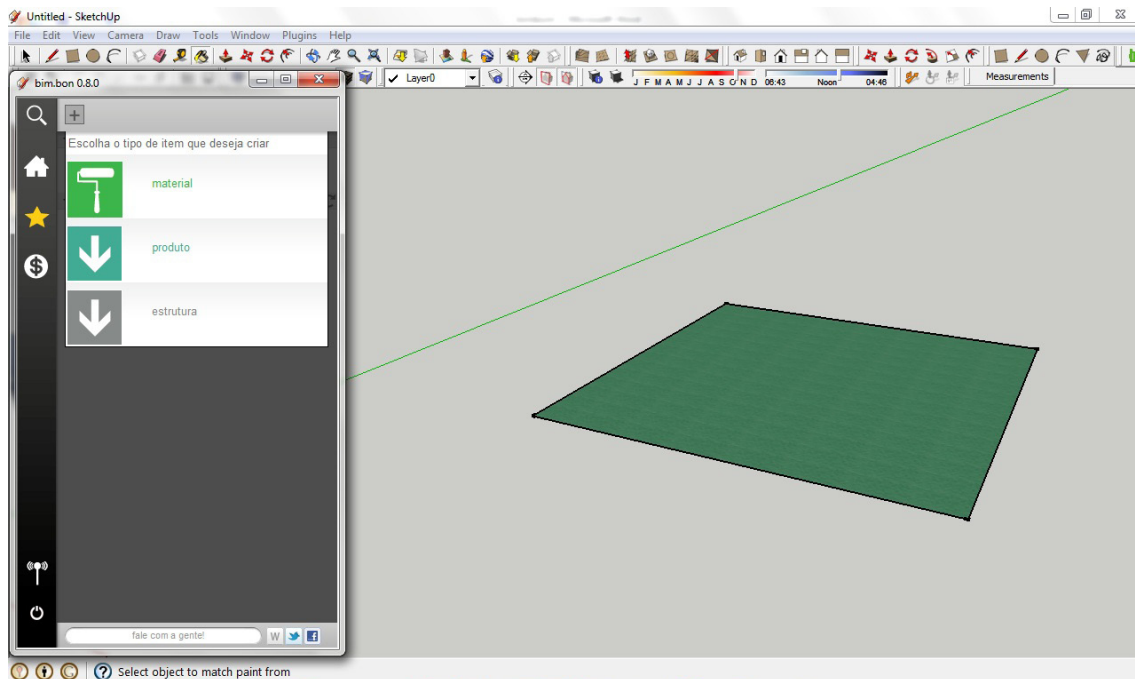 Untitled - SketchUp
File Edit View Camera Draw Tools Window Plugins Help
bim.bon 0.8.0
Layer0
J F M A M J J A S O N D 06:43 Noon 04:46
Measurements
Escolha o tipo de item que deseja criar
material
produto
estrutura
fale com a gente!
W
Select object to match paint from